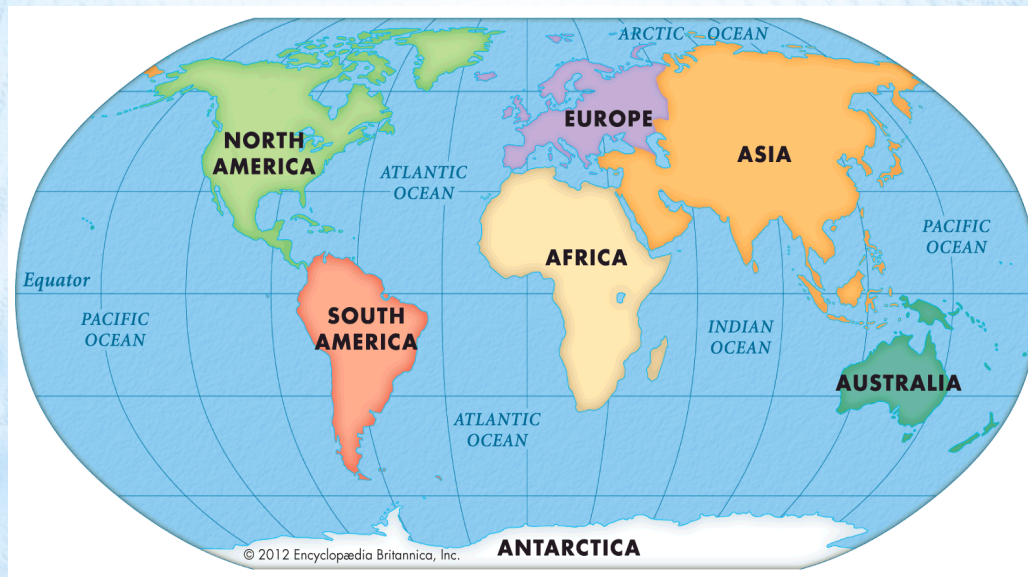 ARCTIC OCEAN
EUROPE
NORTH
AMERICA
ASIA
ATLANTIC
OCEAN
PACIFIC
OCEAN
AFRICA
Equator
SOUTH
AMERICA
PACIFIC
OCEAN
INDIAN
OCEAN
AUSTRALIA
ATLANTIC
OCEAN
ANTARCTICA
© 2012 Encyclopædia Britannica, Inc.